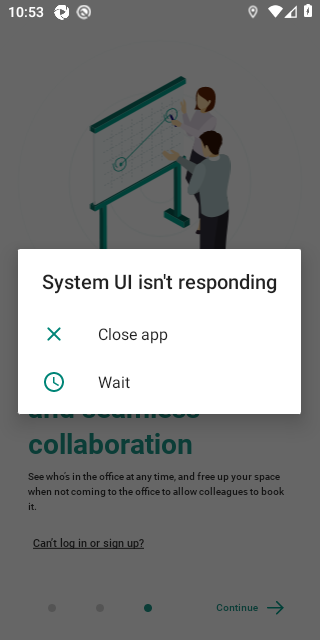 10:53
System UI isn't responding
Close app
Wait
and seamless
collaboration
See who's in the office at any time, and free up your space
when not coming to the office to allow colleagues to book
it.
Can't log in or sign up?
Continue